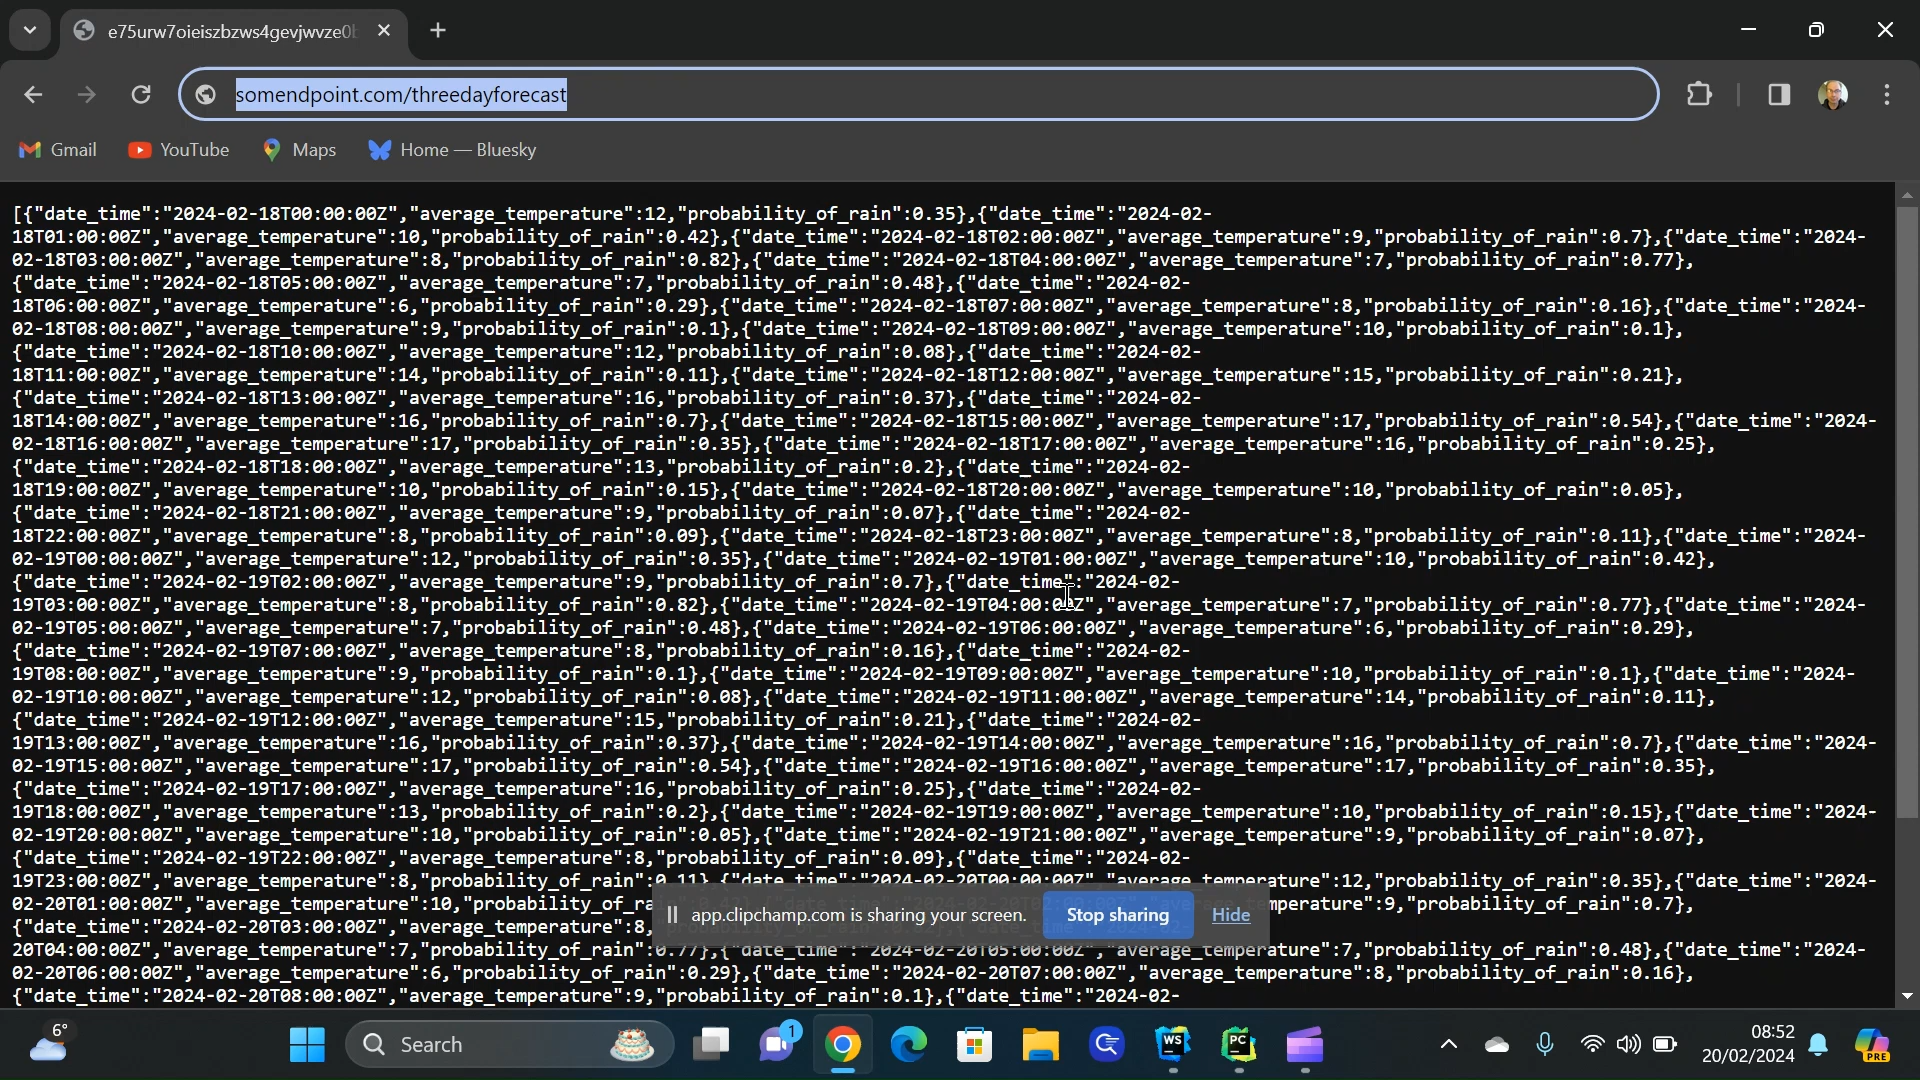 e75urw7oieiszbzws4gevjwvze0
somendpoint.com/threedayforecast
Gmail
YouTube
Maps
Home — Bluesky
[{"date_time":"2024-02-18T00:00:00Z","average_temperature":12,"probability_of_rain":0.35},{"date_time":"2024-02-
18T01:00:00Z","average_temperature":10,"probability_of_rain":0.42},{"date_time":"2024-02-18T02:00:00Z","average_temperature":9,"probability_of_rain":0.7},{"date_time":"2024-
02-18T03:00:00Z","average_temperature":8,"probability_of_rain":0.82},{"date_time":"2024-02-18T04:00:00Z","average_temperature":7,"probability_of_rain":0.77},
{"date_time":"2024-02-18T05:00:00Z","average_temperature":7,"probability_of_rain":0.48},{"date_time":"2024-02-
18T06:00:00Z","average_temperature":6,"probability_of_rain":0.29},{"date_time":"2024-02-18T07:00:00Z","average_temperature":8,"probability_of_rain":0.16},{"date_time":"2024-
02-18T08:00:00Z","average_temperature":9,"probability_of_rain":0.1},{"date_time":"2024-02-18T09:00:00Z","average_temperature":10,"probability_of_rain":0.1},
{"date_time":"2024-02-18T10:00:00Z","average_temperature":12,"probability_of_rain":0.08},{"date_time":"2024-02-
18T11:00:00Z","average_temperature":14,"probability_of_rain":0.11},{"date_time":"2024-02-18T12:00:00Z","average_temperature":15,"probability_of_rain":0.21},
{"date_time":"2024-02-18T13:00:00Z","average_temperature":16,"probability_of_rain":0.37},{"date_time":"2024-02-
18T14:00:00Z","average_temperature":16,"probability_of_rain":0.7},{"date_time":"2024-02-18T15:00:00Z","average_temperature":17,"probability_of_rain":0.54},{"date_time":"2024-
02-18T16:00:00Z","average_temperature":17,"probability_of_rain":0.35},{"date_time":"2024-02-18T17:00:00Z","average_temperature":16,"probability_of_rain":0.25},
{"date_time":"2024-02-18T18:00:00Z","average_temperature":13,"probability_of_rain":0.2},{"date_time":"2024-02-
18T19:00:00Z","average_temperature":10,"probability_of_rain":0.15},{"date_time":"2024-02-18T20:00:00Z","average_temperature":10,"probability_of_rain":0.05},
{"date_time":"2024-02-18T21:00:00Z","average_temperature":9,"probability_of_rain":0.07},{"date_time":"2024-02-
18T22:00:00Z","average_temperature":8,"probability_of_rain":0.09},{"date_time":"2024-02-18T23:00:00Z","average_temperature":8,"probability_of_rain":0.11},{"date_time":"2024-
02-19T00:00:00Z","average_temperature":12,"probability_of_rain":0.35},{"date_time":"2024-02-19T01:00:00Z","average_temperature":10,"probability_of_rain":0.42},
{"date_time":"2024-02-19T02:00:00Z","average_temperature":9,"probability_of_rain":0.7},{"date_time":"2024-02-
19T03:00:00Z","average_temperature":8,"probability_of_rain":0.82},{"date_time":"2024-02-19T04:00:00Z","average_temperature":7,"probability_of_rain":0.77},{"date_time":"2024-
02-19T05:00:00Z","average_temperature":7,"probability_of_rain":0.48},{"date_time":"2024-02-19T06:00:00Z","average_temperature":6,"probability_of_rain":0.29},
{"date_time":"2024-02-19T07:00:00Z","average_temperature":8,"probability_of_rain":0.16},{"date_time":"2024-02-
19T08:00:00Z","average_temperature":9,"probability_of_rain":0.1},{"date_time":"2024-02-19T09:00:00Z","average_temperature":10,"probability_of_rain":0.1},{"date_time":"2024-
02-19T10:00:00Z","average_temperature":12,"probability_of_rain":0.08},{"date_time":"2024-02-19T11:00:00Z","average_temperature":14,"probability_of_rain":0.11},
{"date_time":"2024-02-19T12:00:00Z","average_temperature":15,"probability_of_rain":0.21},{"date_time":"2024-02-
19T13:00:00Z","average_temperature":16,"probability_of_rain":0.37},{"date_time":"2024-02-19T14:00:00Z","average_temperature":16,"probability_of_rain":0.7},{"date_time":"2024-
02-19T15:00:00Z","average_temperature":17,"probability_of_rain":0.54},{"date_time":"2024-02-19T16:00:00Z","average_temperature":17,"probability_of_rain":0.35},
{"date_time":"2024-02-19T17:00:00Z","average_temperature":16,"probability_of_rain":0.25},{"date_time":"2024-02-
19T18:00:00Z","average_temperature":13,"probability_of_rain":0.2},{"date_time":"2024-02-19T19:00:00Z","average_temperature":10,"probability_of_rain":0.15},{"date_time":"2024-
02-19T20:00:00Z","average_temperature":10,"probability_of_rain":0.05},{"date_time":"2024-02-19T21:00:00Z","average_temperature":9,"probability_of_rain":0.07},
{"date_time":"2024-02-19T22:00:00Z","average_temperature":8,"probability_of_rain":0.09},{"date_time":"2024-02-
19T23:00:00Z","average_temperature":8,"probability_of_rain":0.11},{"date_time":"2024-02-20T00:00:00Z","average_temperature":12,"probability_of_rain":0.35},{"date_time":"2024-
02-20T01:00:00Z","average_temperature":10,"probability_of_ra perature":9,"probability_of_rain":0.7},
app.clipchamp.com is sharing your screen.
Stop sharing
Hide
{"date_time":"2024-02-20T03:00:00Z","average_temperature":8,
20T04:00:00Z","average_temperature":7,"probability_of_rain":0.77},{"date_time":"2024-02-20T05:00:00Z","average_temperature":7,"probability_of_rain":0.48},{"date_time":"2024-
02-20T06:00:00Z","average_temperature":6,"probability_of_rain":0.29},{"date_time":"2024-02-20T07:00:00Z","average_temperature":8,"probability_of_rain":0.16},
{"date_time":"2024-02-20T08:00:00Z","average_temperature":9,"probability_of_rain":0.1},{"date_time":"2024-02-
6°
Search
1
WS
PC
08:52
20/02/2024
PRE